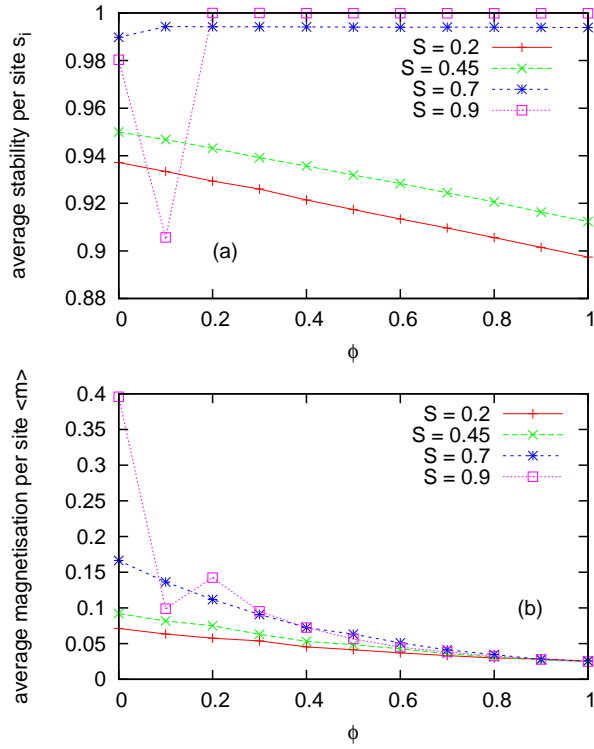 average stability per site s_i
1
0.98
0.96
0.94
0.92
0.9
0.88
S = 0.2
S = 0.45
S = 0.7
S = 0.9
(a)
0 0.2 0.4 0.6 0.8 1
ϕ
average magnetisation per site <m>
0.4
0.35
0.3
0.25
0.2
0.15
0.1
0.05
0
S = 0.2
S = 0.45
S = 0.7
S = 0.9
(b)
0 0.2 0.4 0.6 0.8 1
ϕ